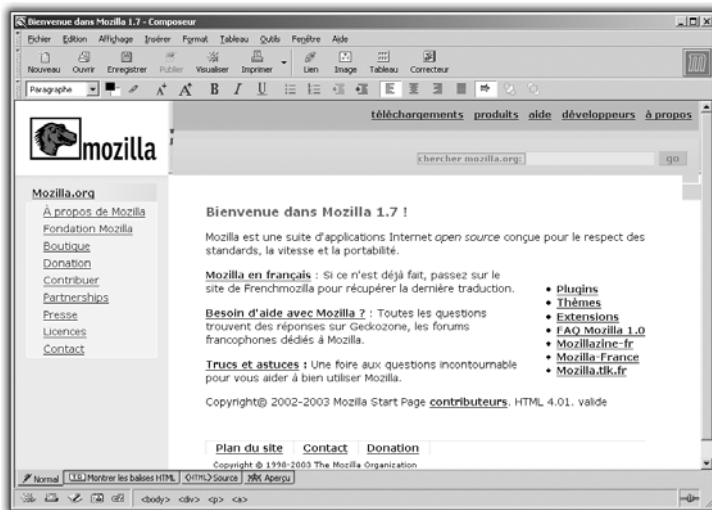 Bienvenue dans Mozilla 1.7 - Composeur
Fichier Edition Affichage Insérer Format Tableau Outils Fenêtre Aide
Nouveau Ouvrir Enregistrer Publier Visualiser Imprimer Lien Image Tableau Correcteur
Paragraphe
téléchargements produits aide développeurs à propos
mozilla
chercher mozilla.org: go
Mozilla.org
À propos de Mozilla
Fondation Mozilla
Boutique
Donation
Contribuer
Partnerships
Presse
Licences
Contact
Bienvenue dans Mozilla 1.7 !
Mozilla est une suite d'applications Internet open source conçue pour le respect des
standards, la vitesse et la portabilité.
Mozilla en français : Si ce n'est déjà fait, passez sur le
site de Frenchmozilla pour récupérer la dernière traduction.
Besoin d'aide avec Mozilla ? : Toutes les questions
trouvent des réponses sur Geckozone, les forums
francophones dédiés à Mozilla.
Trucs et astuces : Une foire aux questions incontournable
pour vous aider à bien utiliser Mozilla.
• Plugins
• Thèmes
• Extensions
• FAQ Mozilla 1.0
• Mozillazine-fr
• Mozilla-France
• Mozilla.tlk.fr
Copyright© 2002-2003 Mozilla Start Page contributeurs. HTML 4.01. valide
Plan du site Contact Donation
Copyright © 1998-2003 The Mozilla Organization
Normal Montrer les balises HTML <HTML> Source Aperçu
<body> <div> <p> <a>